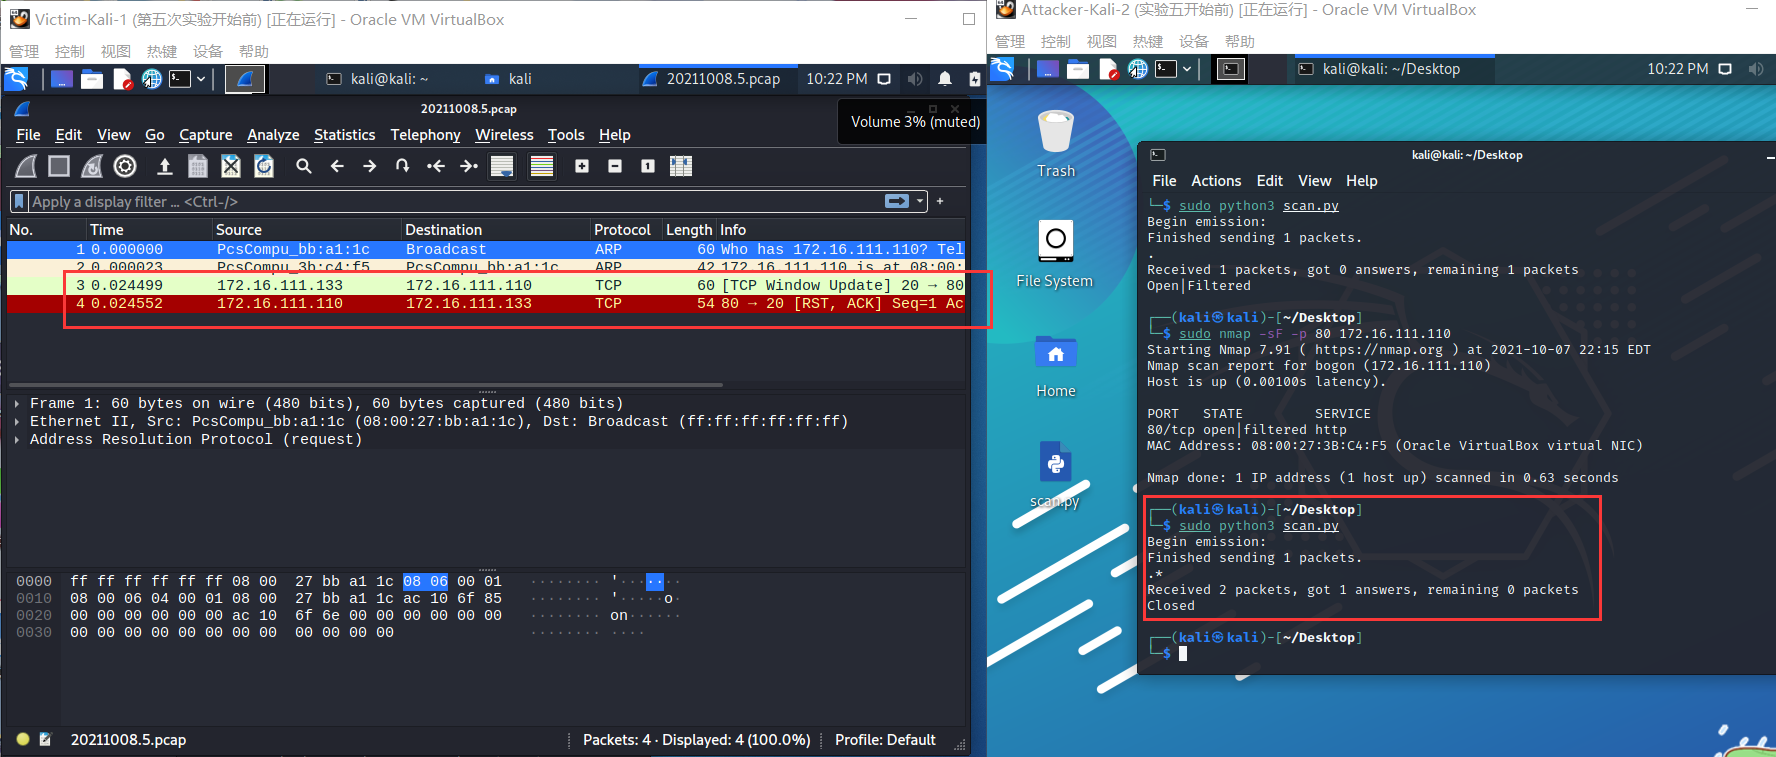 Victim-Kali-1 (第五次实验开始前) [正在运行] - Oracle VM VirtualBox
管理 控制 视图 热键 设备 帮助
kali@kali: ~ kali 20211008.5.pcap 10:22 PM
20211008.5.pcap
Volume 3% (muted)
File Edit View Go Capture Analyze Statistics Telephony Wireless Tools Help
Apply a display filter ... <Ctrl-/>
No. Time Source Destination Protocol Length Info
1 0.000000 PcsCompu_bb:a1:1c Broadcast ARP 60 Who has 172.16.111.110? Tel
2 0.000023 PcsCompu_3b:c4:f5 PcsCompu_bb:a1:1c ARP 42 172.16.111.110 is at 08:00:
3 0.024499 172.16.111.133 172.16.111.110 TCP 60 [TCP Window Update] 20 → 80
4 0.024552 172.16.111.110 172.16.111.133 TCP 54 80 → 20 [RST, ACK] Seq=1 Ac
Frame 1: 60 bytes on wire (480 bits), 60 bytes captured (480 bits)
Ethernet II, Src: PcsCompu_bb:a1:1c (08:00:27:bb:a1:1c), Dst: Broadcast (ff:ff:ff:ff:ff:ff)
Address Resolution Protocol (request)
0000 ff ff ff ff ff ff 08 00 27 bb a1 1c 08 06 00 01 ········ '·······
0010 08 00 06 04 00 01 08 00 27 bb a1 1c ac 10 6f 85 ········ '·····o·
0020 00 00 00 00 00 00 ac 10 6f 6e 00 00 00 00 00 00 ········ on······
0030 00 00 00 00 00 00 00 00 00 00 00 00 ········ ····
20211008.5.pcap Packets: 4 · Displayed: 4 (100.0%) Profile: Default
Attacker-Kali-2 (实验五开始前) [正在运行] - Oracle VM VirtualBox
管理 控制 视图 热键 设备 帮助
kali@kali: ~/Desktop 10:22 PM
Trash
File System
Home
scan.py
kali@kali: ~/Desktop
File Actions Edit View Help
└─$ sudo python3 scan.py
Begin emission:
Finished sending 1 packets.
.
Received 1 packets, got 0 answers, remaining 1 packets
Open|Filtered
┌──(kali㉿kali)-[~/Desktop]
└─$ sudo nmap -sF -p 80 172.16.111.110
Starting Nmap 7.91 ( https://nmap.org ) at 2021-10-07 22:15 EDT
Nmap scan report for bogon (172.16.111.110)
Host is up (0.00100s latency).
PORT STATE SERVICE
80/tcp open|filtered http
MAC Address: 08:00:27:3B:C4:F5 (Oracle VirtualBox virtual NIC)
Nmap done: 1 IP address (1 host up) scanned in 0.63 seconds
┌──(kali㉿kali)-[~/Desktop]
└─$ sudo python3 scan.py
Begin emission:
Finished sending 1 packets.
.*
Received 2 packets, got 1 answers, remaining 0 packets
Closed
┌──(kali㉿kali)-[~/Desktop]
└─$